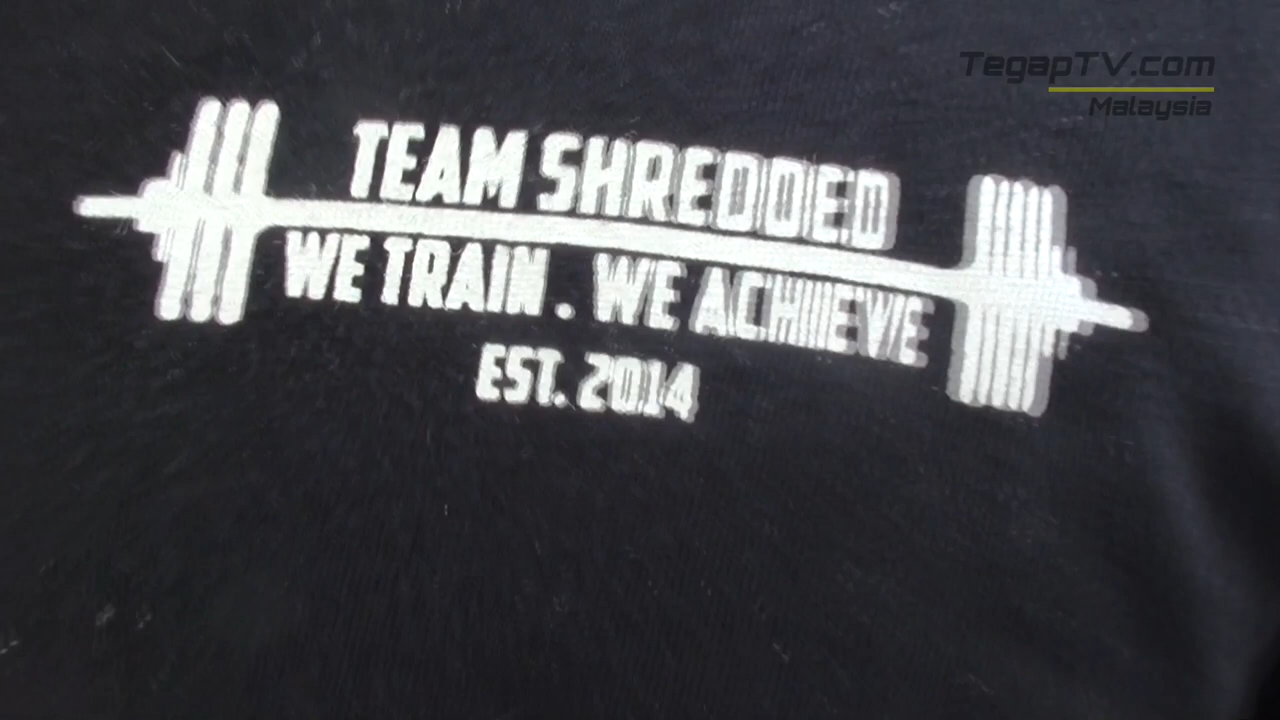 TegapTV.com
Malaysia
TEAM SHREDDED
WE TRAIN . WE ACHIEVE
EST. 2014